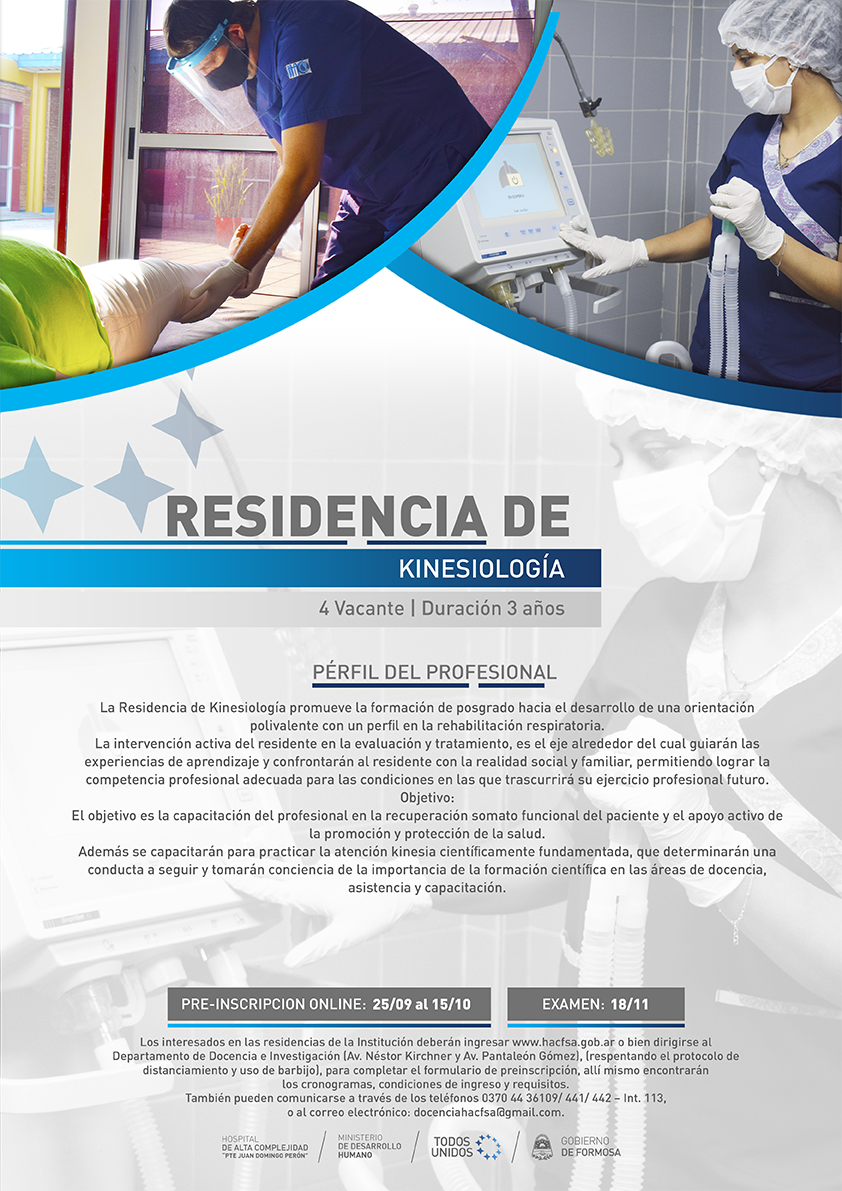 RESIDENCIA DE
KINESIOLOGÍA
4 Vacante | Duración 3 años
PÉRFIL DEL PROFESIONAL
La Residencia de Kinesiología promueve la formación de posgrado hacia el desarrollo de una orientación
polivalente con un perfil en la rehabilitación respiratoria.
La intervención activa del residente en la evaluación y tratamiento, es el eje alrededor del cual guiarán las
experiencias de aprendizaje y confrontarán al residente con la realidad social y familiar, permitiendo lograr la
competencia profesional adecuada para las condiciones en las que trascurrirá su ejercicio profesional futuro.
Objetivo:
El objetivo es la capacitación del profesional en la recuperación somato funcional del paciente y el apoyo activo de
la promoción y protección de la salud.
Además se capacitarán para practicar la atención kinesia científicamente fundamentada, que determinarán una
conducta a seguir y tomarán conciencia de la importancia de la formación científica en las áreas de docencia,
asistencia y capacitación.
PRE-INSCRIPCION ONLINE: 25/09 al 15/10
EXAMEN: 18/11
Los interesados en las residencias de la Institución deberán ingresar www.hacfsa.gob.ar o bien dirigirse al
Departamento de Docencia e Investigación (Av. Néstor Kirchner y Av. Pantaleón Gómez), (respentando el protocolo de
distanciamiento y uso de barbijo), para completar el formulario de preinscripción, allí mismo encontrarán
los cronogramas, condiciones de ingreso y requisitos.
También pueden comunicarse a través de los teléfonos 0370 44 36109/ 441/ 442 – Int. 113,
o al correo electrónico: docenciahacfsa@gmail.com.
HOSPITAL
DE ALTA COMPLEJIDAD
"PTE JUAN DOMINGO PERÓN"
MINISTERIO
DE DESARROLLO
HUMANO
TODOS
UNIDOS
GOBIERNO
DE FORMOSA